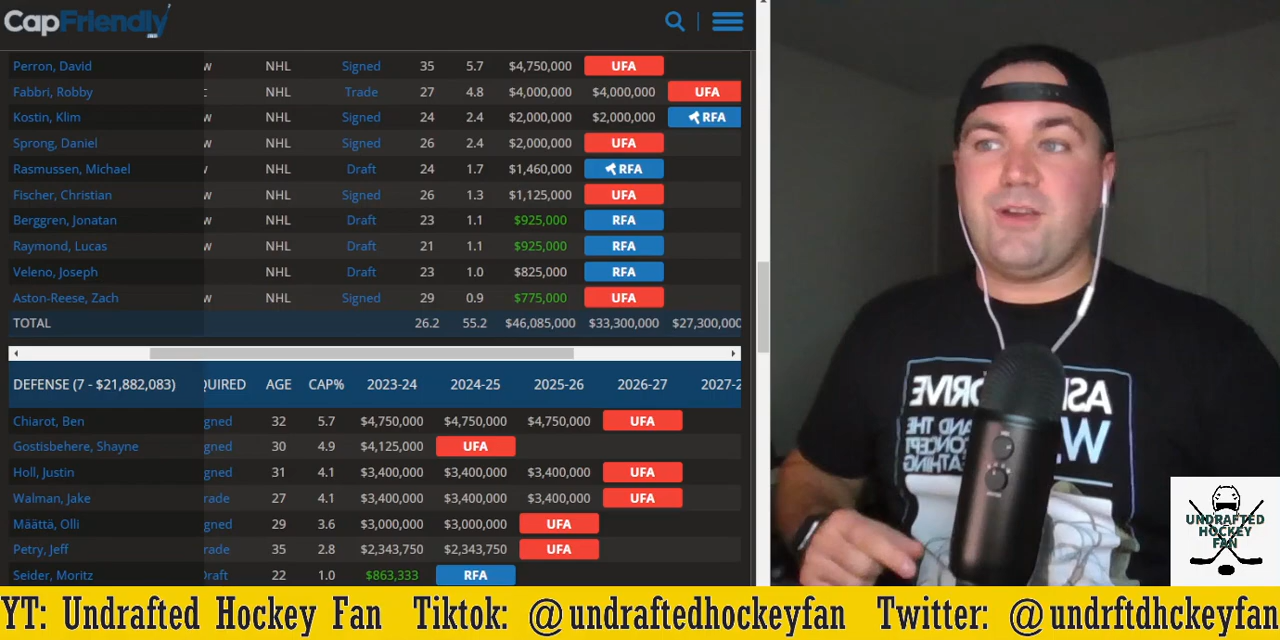 CapFriendly
Perron, David w NHL Signed 35 5.7 $4,750,000 UFA
Fabbri, Robby NHL Trade 27 4.8 $4,000,000 $4,000,000 UFA
Kostin, Klim w NHL Signed 24 2.4 $2,000,000 $2,000,000 RFA
Sprong, Daniel w NHL Signed 26 2.4 $2,000,000 UFA
Rasmussen, Michael w NHL Draft 24 1.7 $1,460,000 RFA
Fischer, Christian w NHL Signed 26 1.3 $1,125,000 UFA
Berggren, Jonatan w NHL Draft 23 1.1 $925,000 RFA
Raymond, Lucas w NHL Draft 21 1.1 $925,000 RFA
Veleno, Joseph w NHL Draft 23 1.0 $825,000 RFA
Aston-Reese, Zach w NHL Signed 29 0.9 $775,000 UFA
TOTAL 26.2 55.2 $46,085,000 $33,300,000 $27,300,000
DEFENSE (7 - $21,882,083) QUIRED AGE CAP% 2023-24 2024-25 2025-26 2026-27 2027-2
Chiarot, Ben gned 32 5.7 $4,750,000 $4,750,000 $4,750,000 UFA
Gostisbehere, Shayne gned 30 4.9 $4,125,000 UFA
Holl, Justin gned 31 4.1 $3,400,000 $3,400,000 $3,400,000 UFA
Walman, Jake rade 27 4.1 $3,400,000 $3,400,000 $3,400,000 UFA
Määttä, Olli gned 29 3.6 $3,000,000 $3,000,000 UFA
Petry, Jeff rade 35 2.8 $2,343,750 $2,343,750 UFA
Seider, Moritz Draft 22 1.0 $863,333 RFA
AND THE
CONCEPT
UNDRAFTED
HOCKEY
FAN
YT: Undrafted Hockey Fan Tiktok: @undraftedhockeyfan Twitter: @undrftdhckeyfan